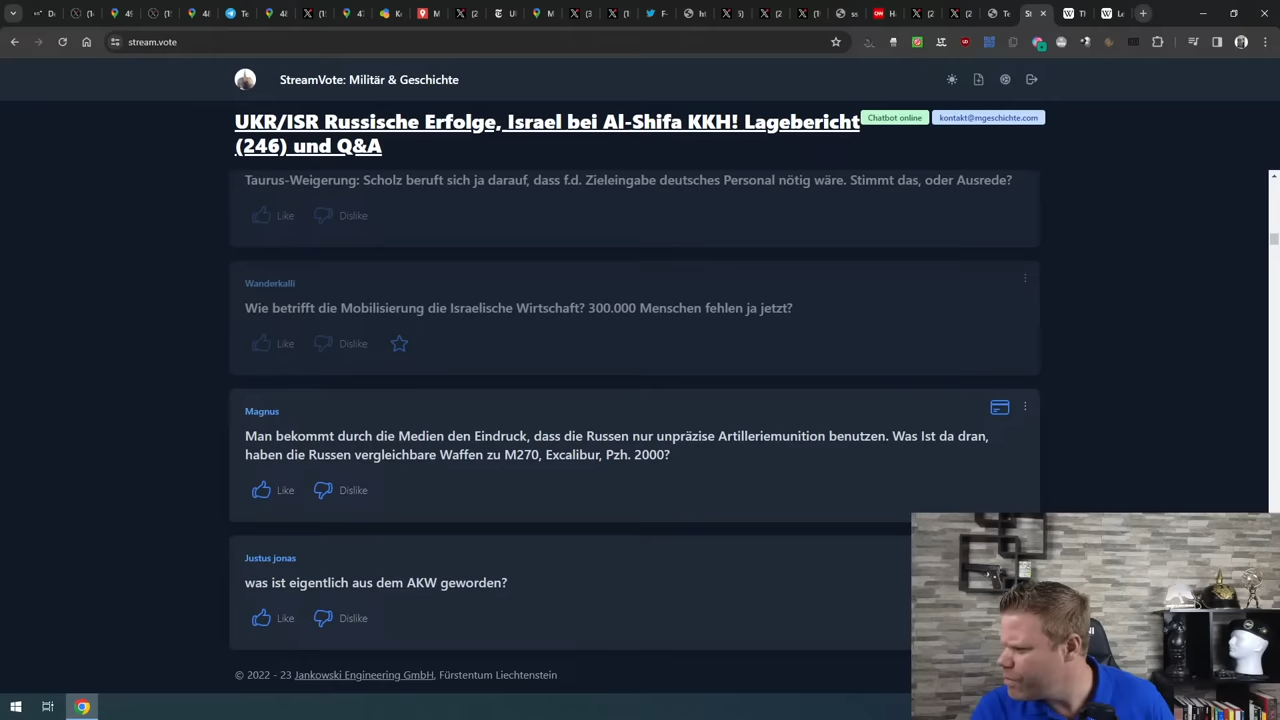 stream.vote
StreamVote: Militär & Geschichte
UKR/ISR Russische Erfolge, Israel bei Al-Shifa KKH! Lagebericht
(246) und Q&A
Chatbot online
kontakt@mgeschichte.com
Taurus-Weigerung: Scholz beruft sich ja darauf, dass f.d. Zieleingabe deutsches Personal nötig wäre. Stimmt das, oder Ausrede?
Like Dislike
Wanderkalli
Wie betrifft die Mobilisierung die Israelische Wirtschaft? 300.000 Menschen fehlen ja jetzt?
Like Dislike
Magnus
Man bekommt durch die Medien den Eindruck, dass die Russen nur unpräzise Artilleriemunition benutzen. Was Ist da dran,
haben die Russen vergleichbare Waffen zu M270, Excalibur, Pzh. 2000?
Like Dislike
Justus jonas
was ist eigentlich aus dem AKW geworden?
Like Dislike
© 2022 - 23 Jankowski Engineering GmbH, Fürstentum Liechtenstein